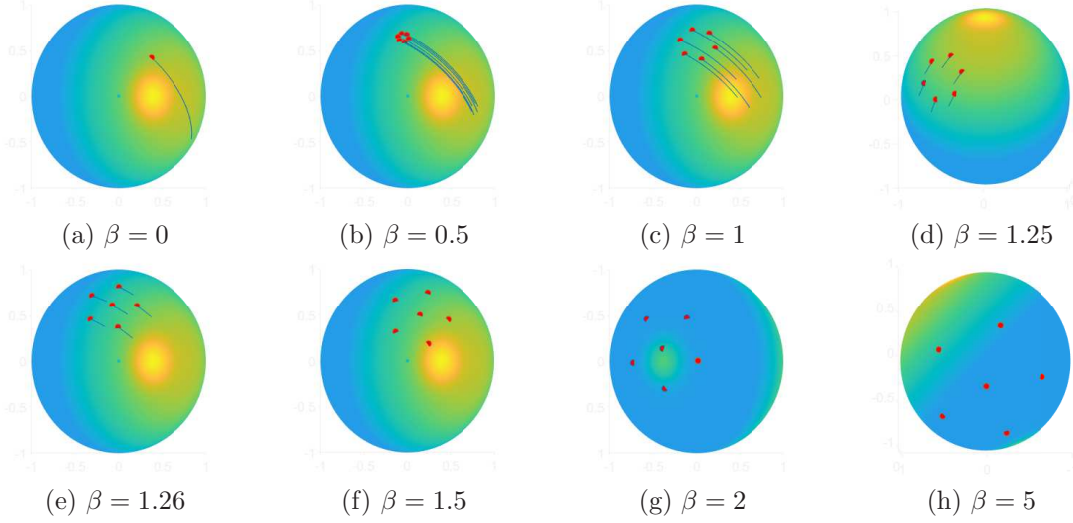 (a) β = 0
(b) β = 0.5
(c) β = 1
(d) β = 1.25
(e) β = 1.26
(f) β = 1.5
(g) β = 2
(h) β = 5